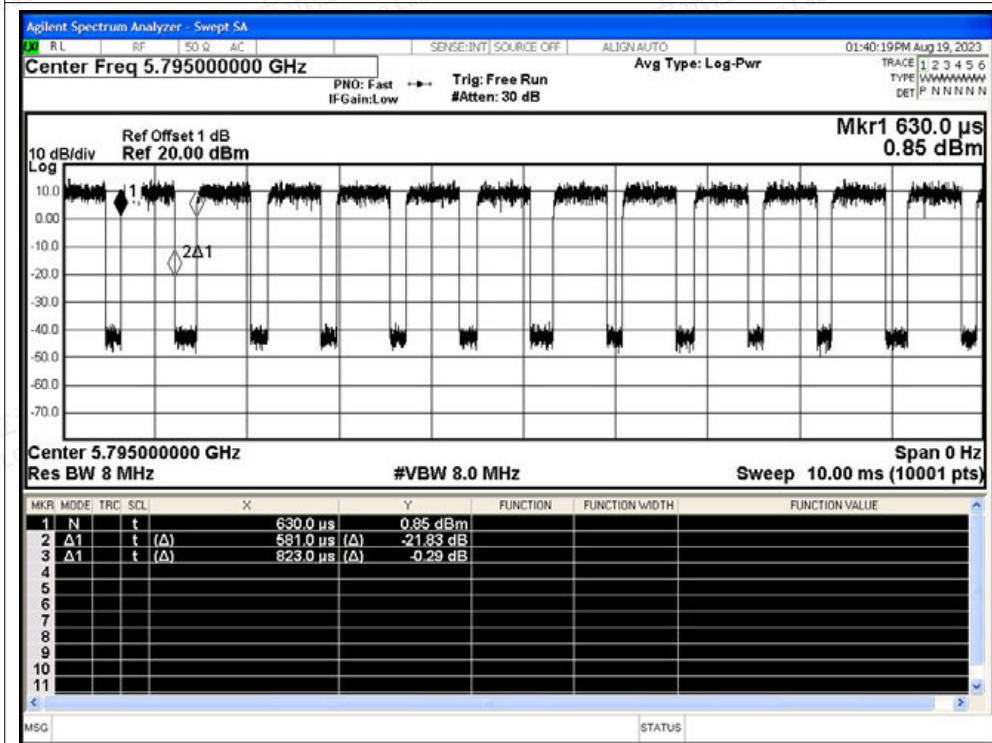 Agilent Spectrum Analyzer - Swept SA
LXI RL RF 50 Ω AC SENSE:INT SOURCE OFF ALIGN AUTO 01:40:19 PM Aug 19, 2023
Center Freq 5.795000000 GHz PNO: Fast Trig: Free Run Avg Type: Log-Pwr TRACE 1 2 3 4 5 6
TYPE WWWWWWWW
IFGain:Low #Atten: 30 dB DET P N N N N N
Mkr1 630.0 µs
0.85 dBm
Ref Offset 1 dB
10 dB/div Ref 20.00 dBm
Log
10.0
1
0.00
-10.0
2Δ1
-20.0
-30.0
-40.0
-50.0
-60.0
-70.0
Center 5.795000000 GHz Span 0 Hz
Res BW 8 MHz #VBW 8.0 MHz Sweep 10.00 ms (10001 pts)
MKR MODE TRC SCL X Y FUNCTION FUNCTION WIDTH FUNCTION VALUE
1 N t 630.0 µs 0.85 dBm
2 Δ1 t (Δ) 581.0 µs (Δ) -21.83 dB
3 Δ1 t (Δ) 823.0 µs (Δ) -0.29 dB
4
5
6
7
8
9
10
11
MSG STATUS